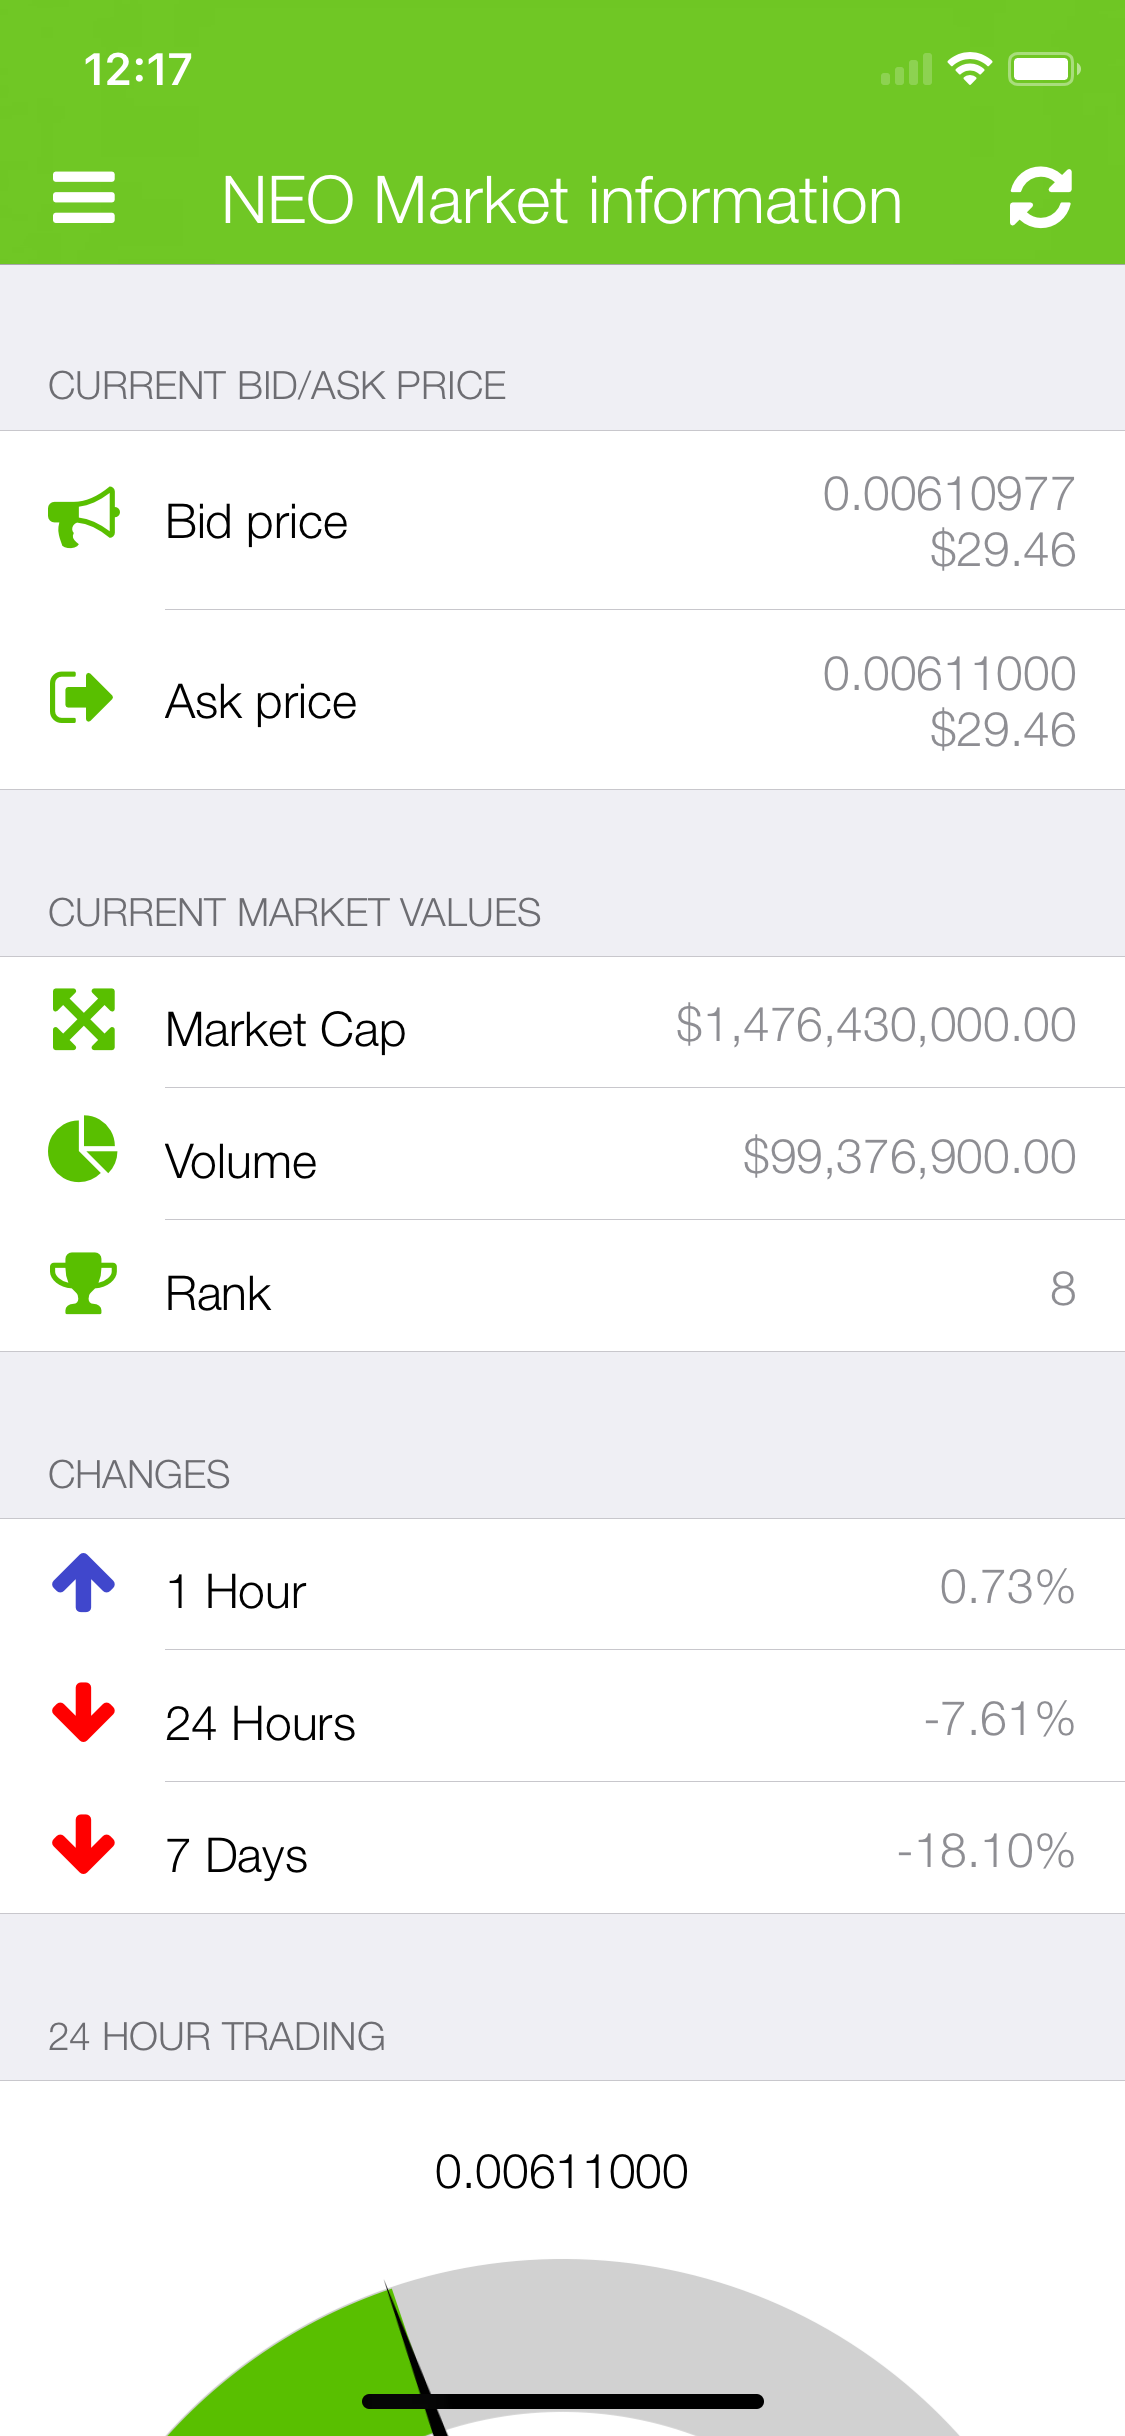 12:17
NEO Market information
CURRENT BID/ASK PRICE
Bid price
0.00610977
$29.46
Ask price
0.00611000
$29.46
CURRENT MARKET VALUES
Market Cap
$1,476,430,000.00
Volume
$99,376,900.00
Rank
8
CHANGES
1 Hour
0.73%
24 Hours
-7.61%
7 Days
-18.10%
24 HOUR TRADING
0.00611000